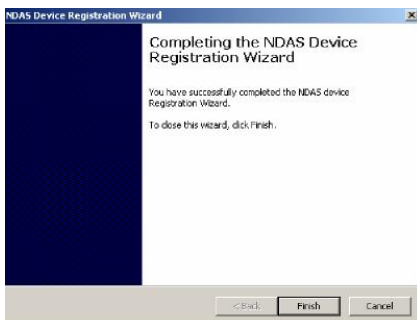 NDAS Device Registration Wizard
Completing the NDAS Device
Registration Wizard
You have successfully completed the NDAS device
Registration Wizard.
To close this wizard, click Finish.
< Back
Finish
Cancel